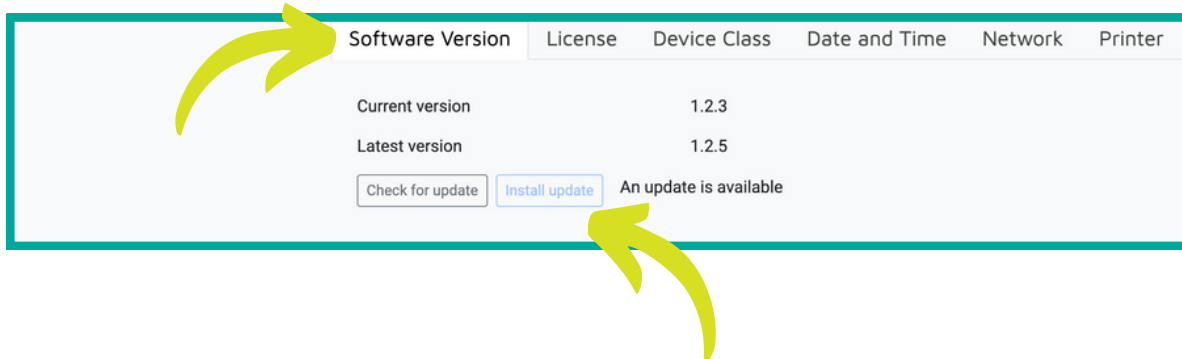 Software Version License Device Class Date and Time Network Printer
Current version 1.2.3
Latest version 1.2.5
Check for update Install update An update is available